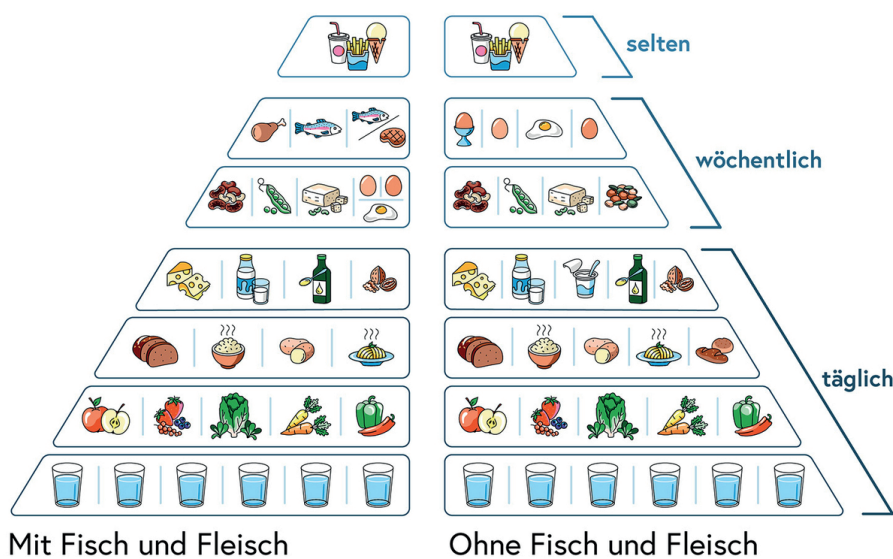 selten
wöchentlich
täglich
Mit Fisch und Fleisch
Ohne Fisch und Fleisch